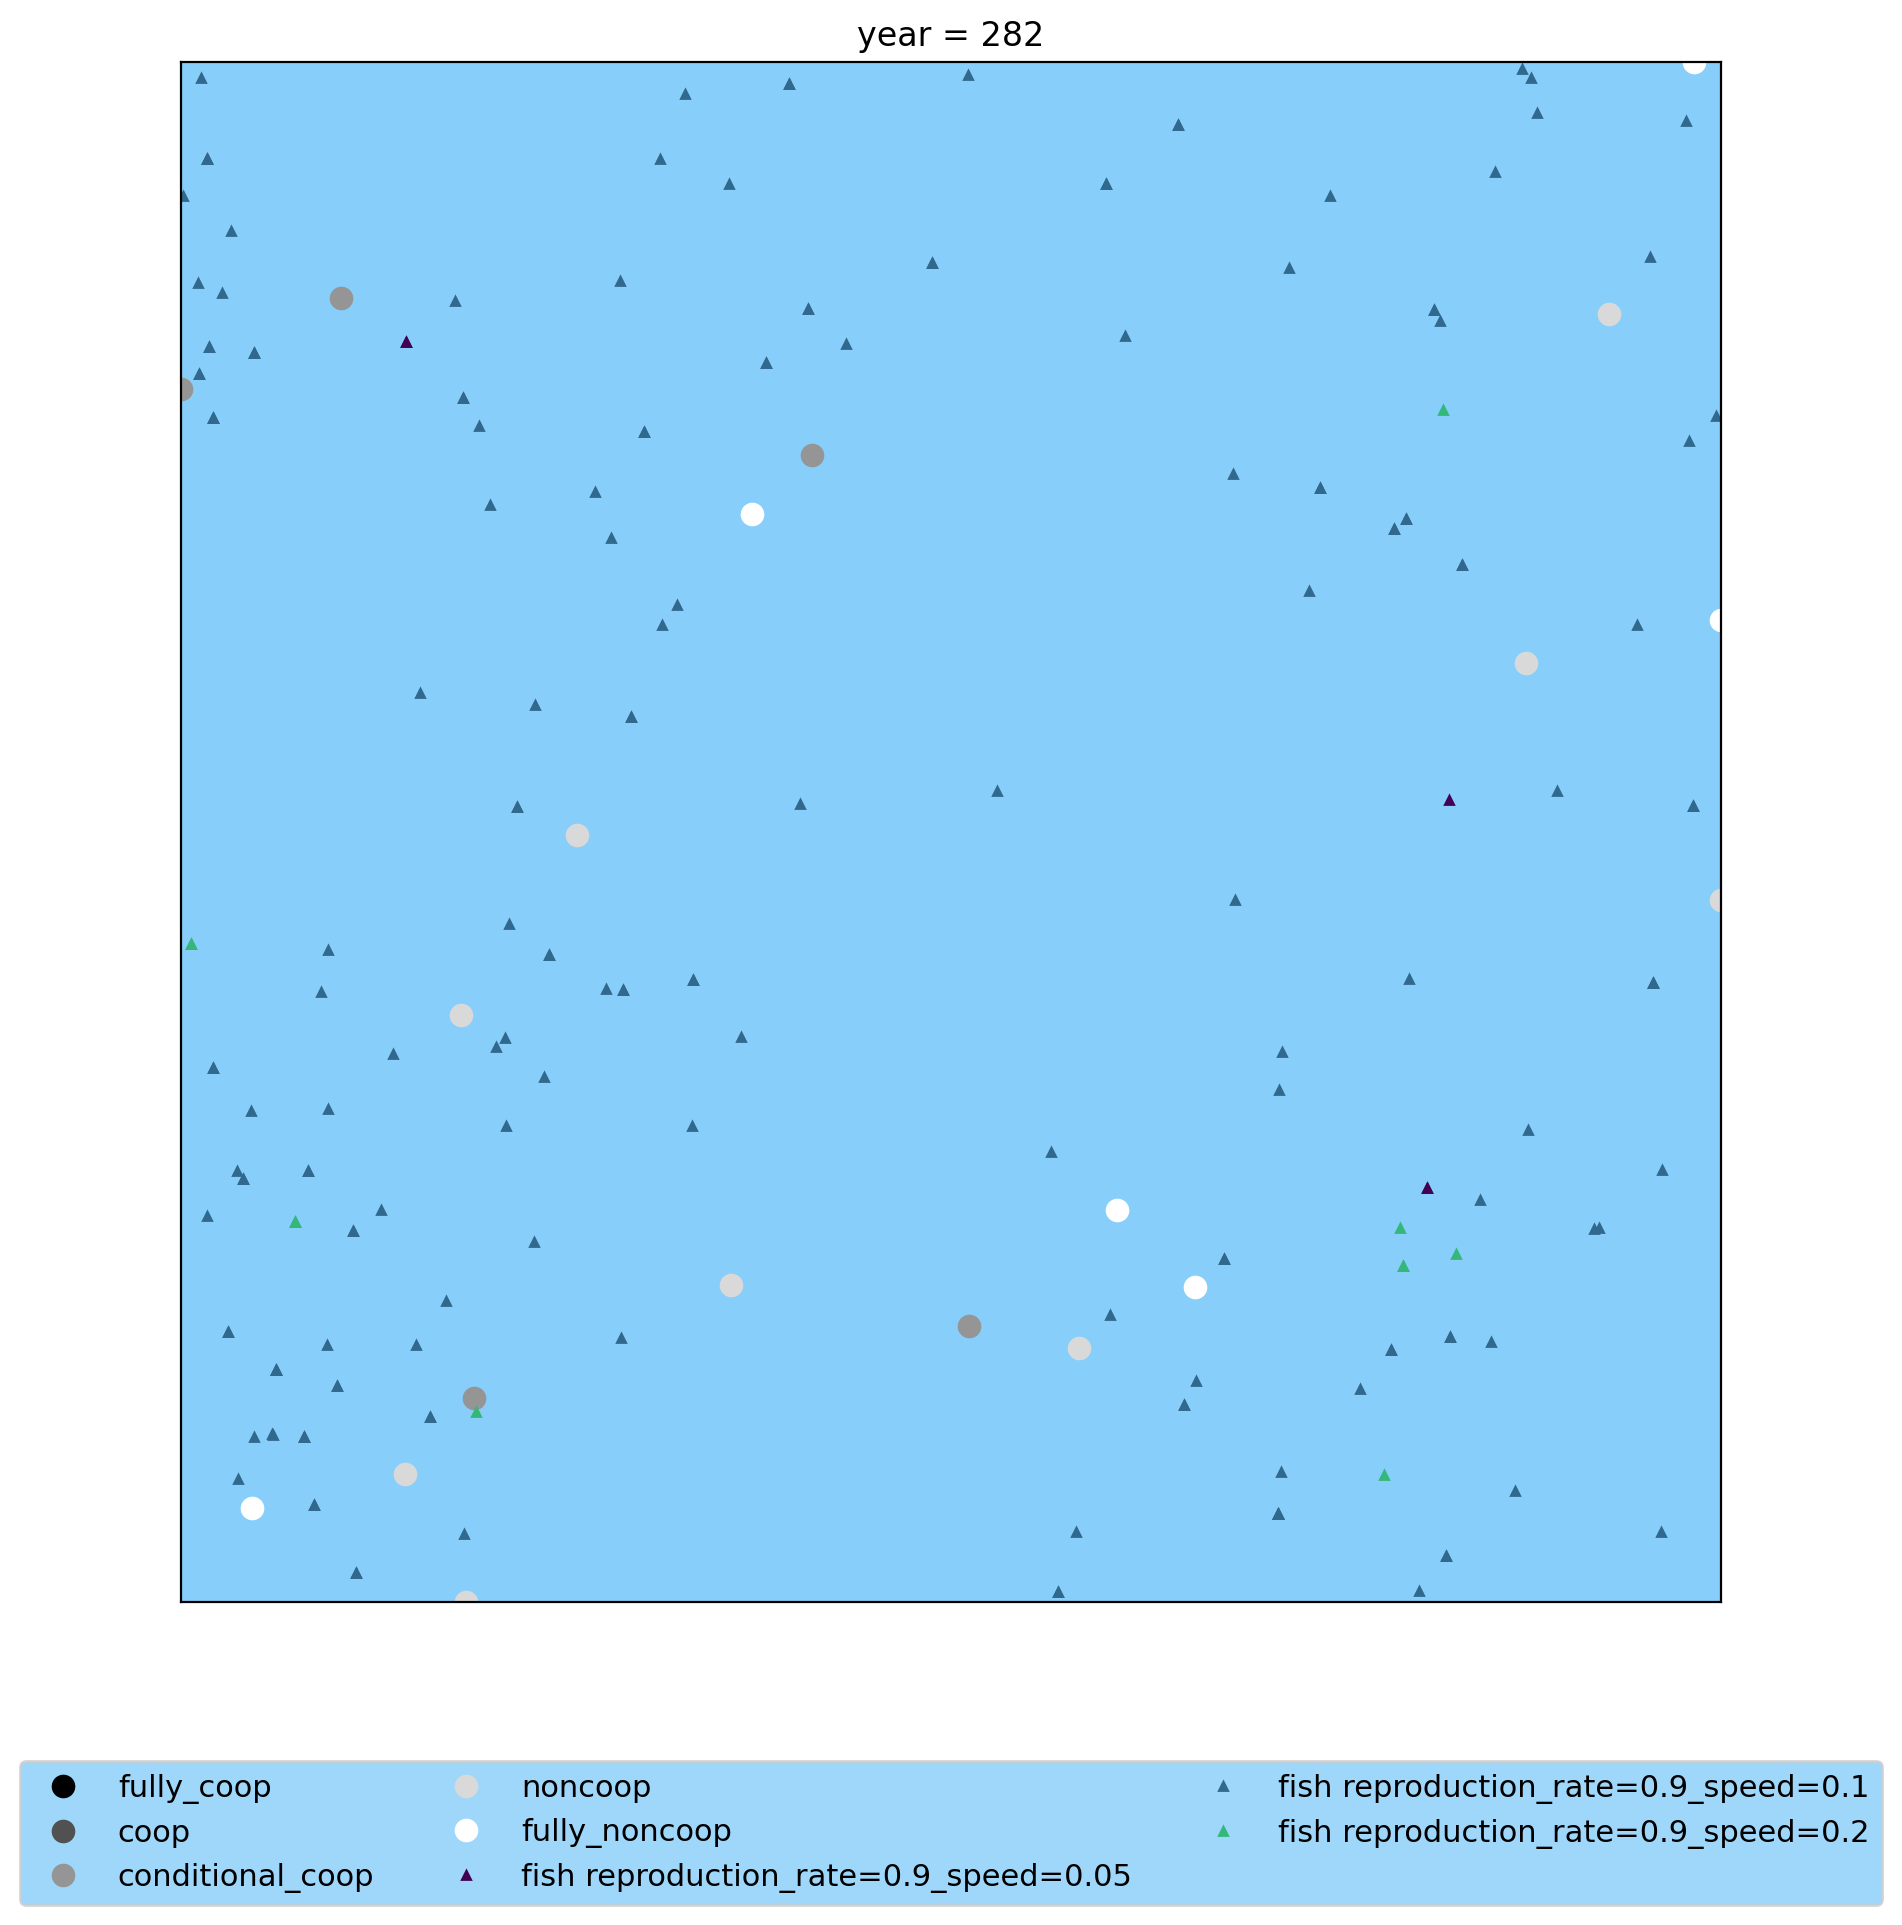 year = 282
fully_coop
coop
conditional_coop
noncoop
fully_noncoop
fish reproduction_rate=0.9_speed=0.05
fish reproduction_rate=0.9_speed=0.1
fish reproduction_rate=0.9_speed=0.2